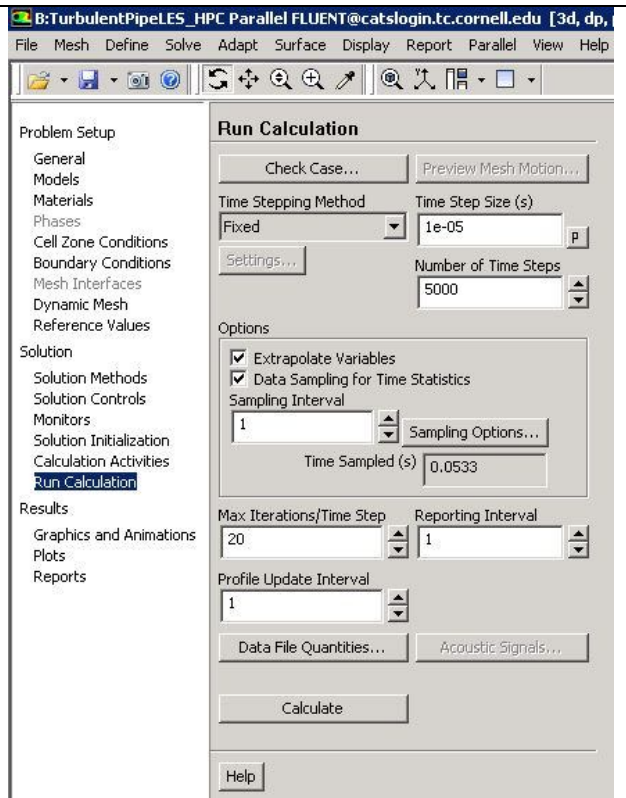 B:TurbulentPipeLES_HPC Parallel FLUENT@catslogin.tc.cornell.edu [3d, dp,
File Mesh Define Solve Adapt Surface Display Report Parallel View Help
Problem Setup
General
Models
Materials
Phases
Cell Zone Conditions
Boundary Conditions
Mesh Interfaces
Dynamic Mesh
Reference Values
Solution
Solution Methods
Solution Controls
Monitors
Solution Initialization
Calculation Activities
Run Calculation
Results
Graphics and Animations
Plots
Reports
Run Calculation
Check Case... Preview Mesh Motion...
Time Stepping Method Time Step Size (s)
Fixed 1e-05 P
Settings... Number of Time Steps
5000
Options
Extrapolate Variables
Data Sampling for Time Statistics
Sampling Interval
1 Sampling Options...
Time Sampled (s) 0.0533
Max Iterations/Time Step Reporting Interval
20 1
Profile Update Interval
1
Data File Quantities... Acoustic Signals...
Calculate
Help